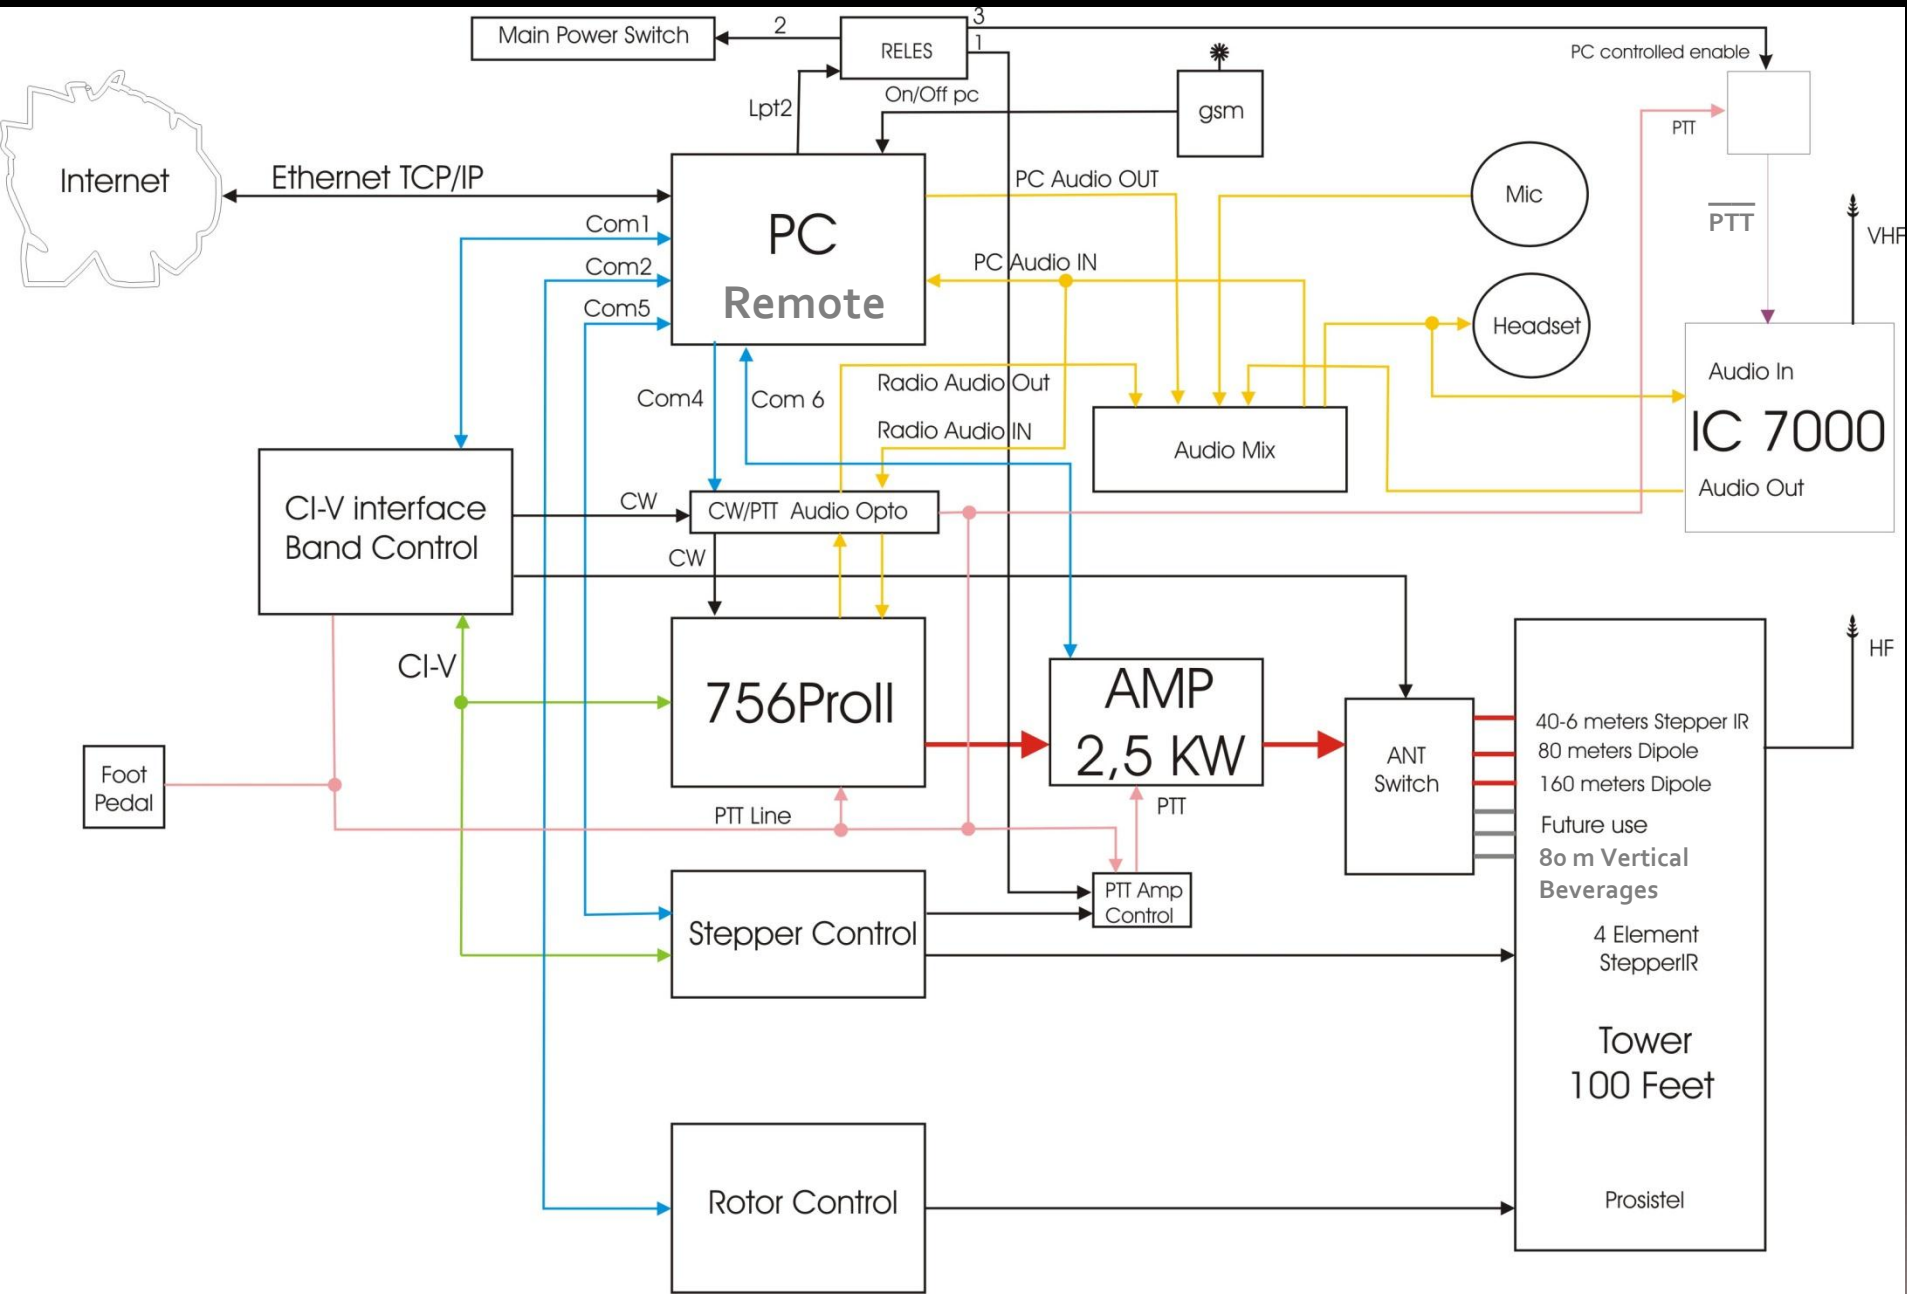 3
Main Power Switch
2
RELES
1
PC controlled enable
On/Off pc
Lpt2
gsm
PTT
Internet
Ethernet TCP/IP
PC Audio OUT
Mic
PTT
Com1
PC
VHF
Com2
PC Audio IN
Com5
Remote
Headset
Radio Audio Out
Audio In
Com4
Com 6
IC 7000
Radio Audio IN
Audio Mix
Audio Out
CI-V interface
Band Control
CW
CW/PTT Audio Opto
CW
CI-V
HF
756ProII
AMP
2,5 KW
40-6 meters Stepper IR
80 meters Dipole
160 meters Dipole
ANT
Switch
Foot
Pedal
PTT Line
PTT
Future use
80 m Vertical
Beverages
PTT Amp
Control
Stepper Control
4 Element
StepperIR
Tower
100 Feet
Rotor Control
Prosistel